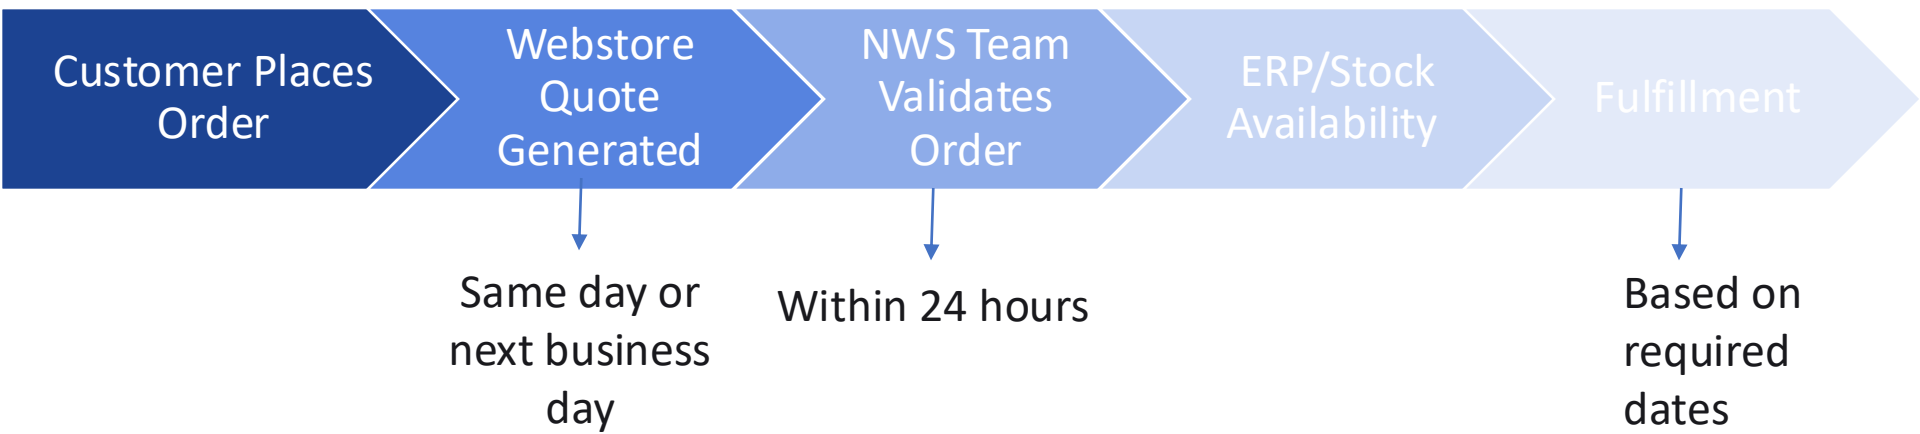 Customer Places
Order
Webstore
Quote
Generated
NWS Team
Validates
Order
ERP/Stock
Availability
Fulfillment
Same day or
next business
day
Within 24 hours
Based on
required
dates